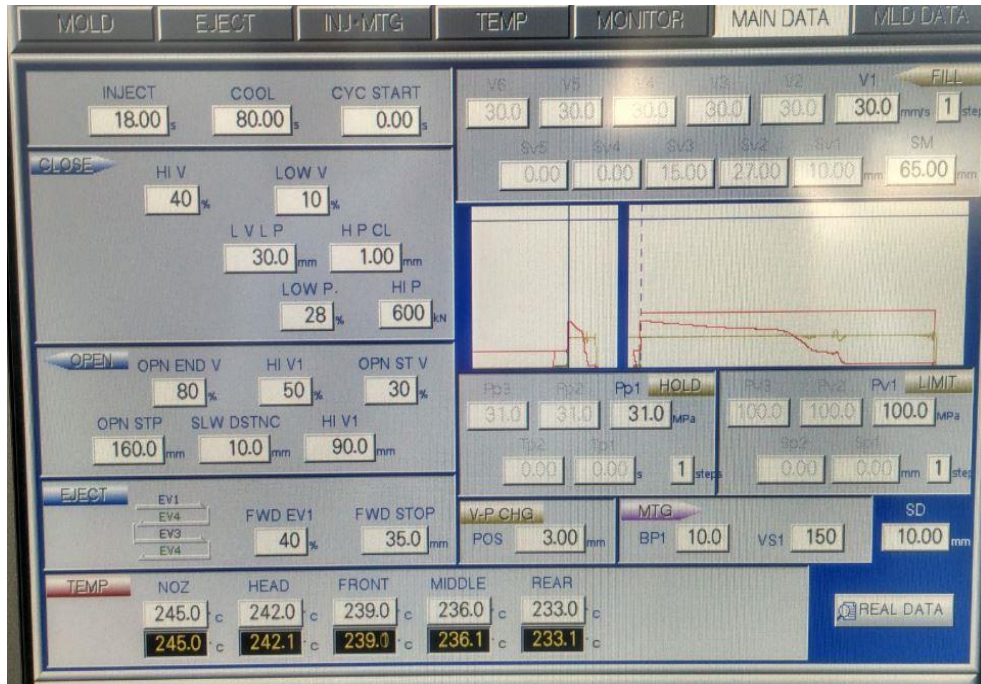 MOLD EJECT INJ·MTG TEMP MONITOR MAIN DATA MLD DATA
INJECT COOL CYC START
18.00 s 80.00 s 0.00 s
CLOSE
HI V LOW V
40 % 10 %
L V L P H P CL
30.0 mm 1.00 mm
LOW P. HI P
28 % 600 kN
OPEN OPN END V HI V1 OPN ST V
80 % 50 % 30 %
OPN STP SLW DSTNC HI V1
160.0 mm 10.0 mm 90.0 mm
EJECT
EV1
EV4
EV3
EV4
FWD EV1 FWD STOP
40 % 35.0 mm
TEMP NOZ HEAD FRONT MIDDLE REAR
245.0 °C 242.0 °C 239.0 °C 236.0 °C 233.0 °C
245.0 °C 242.1 °C 239.0 °C 236.1 °C 233.1 °C
V6 V5 V4 V3 V2 V1 FILL
30.0 30.0 30.0 30.0 30.0 30.0 mm/s 1 step
Sv5 Sv4 Sv3 Sv2 Sv1 SM
0.00 0.00 15.00 27.00 10.00 mm 65.00 mm
Pp3 Pp2 Pp1 HOLD
31.0 31.0 31.0 MPa
Tp2 Tp1
0.00 0.00 s 1 steps
Pv3 Pv2 Pv1 LIMIT
100.0 100.0 100.0 MPa
Sp2 Sp1
0.00 0.00 mm 1 step
V-P CHG
POS 3.00 mm
MTG
BP1 10.0 VS1 150
SD
10.00 mm
REAL DATA